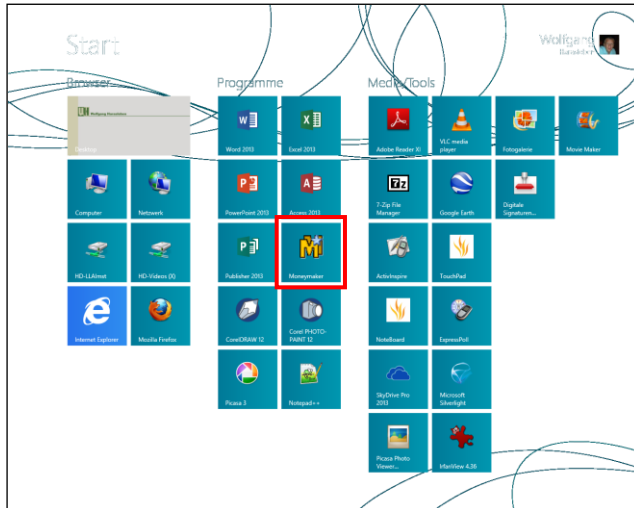 Start
Wolfgang
Browser
Programme
Media/Tools
Desktop
Word 2013
Excel 2013
Adobe Reader XI
VLC media
player
Fotogalerie
Movie Maker
Computer
Netzwerk
PowerPoint 2013
Access 2013
7-Zip File
Manager
Google Earth
Digitale
Signaturen...
HD-LLAInnst
HD-Videos (X)
Publisher 2013
Moneymaker
ActivInspire
TouchPad
Internet Explorer
Mozilla Firefox
CorelDRAW 12
Corel PHOTO-
PAINT 12
NoteBoard
ExpressPoll
Picasa 3
Notepad++
SkyDrive Pro
2013
Microsoft
Silverlight
Picasa Photo
Viewer...
IrfanView 4.36